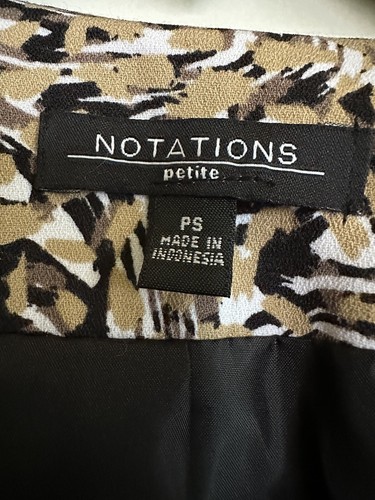 NOTATIONS
petite
PS
MADE IN
INDONESIA